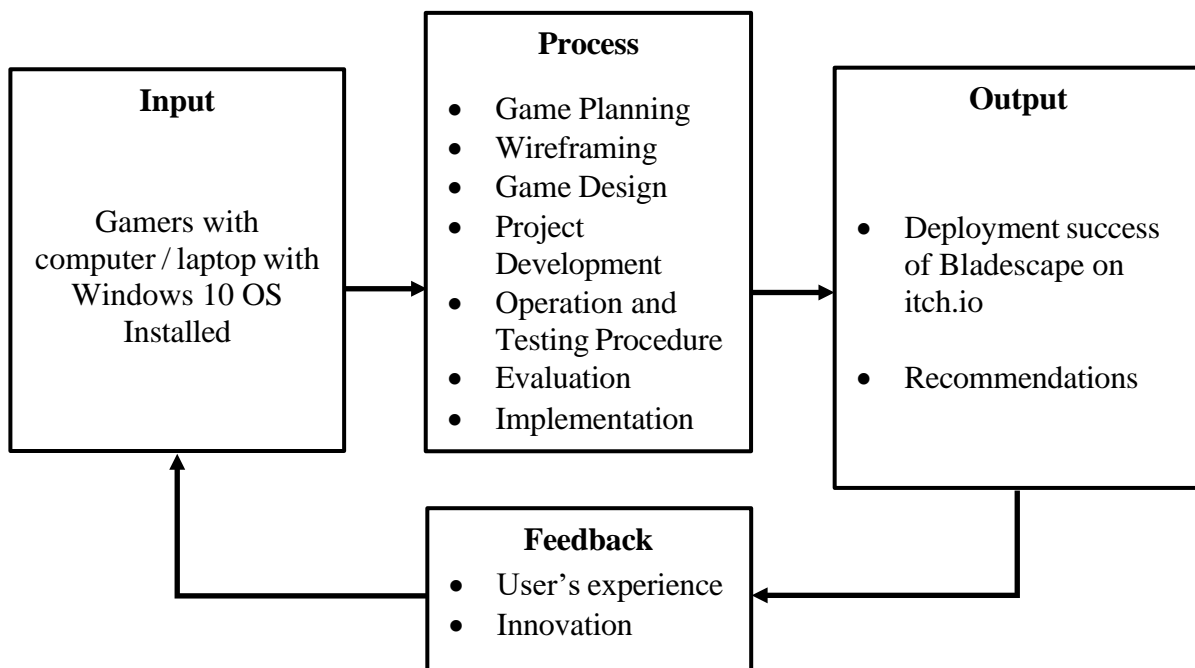 Input
Gamers with
computer / laptop with
Windows 10 OS
Installed
Process
• Game Planning
• Wireframing
• Game Design
• Project
Development
• Operation and
Testing Procedure
• Evaluation
• Implementation
Output
• Deployment success
of Bladescape on
itch.io
• Recommendations
Feedback
• User’s experience
• Innovation